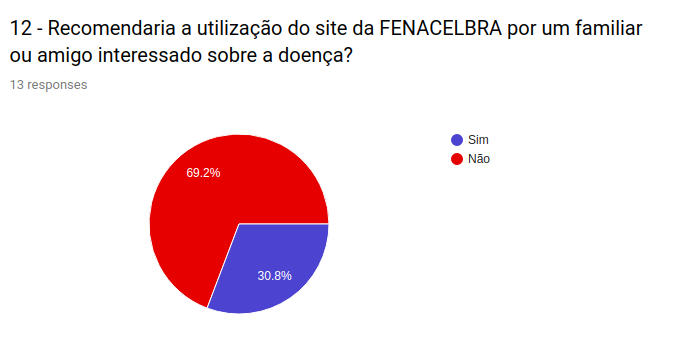 12 - Recomendaria a utilização do site da FENACELBRA por um familiar
ou amigo interessado sobre a doença?
13 responses
Sim
Não
69.2%
30.8%